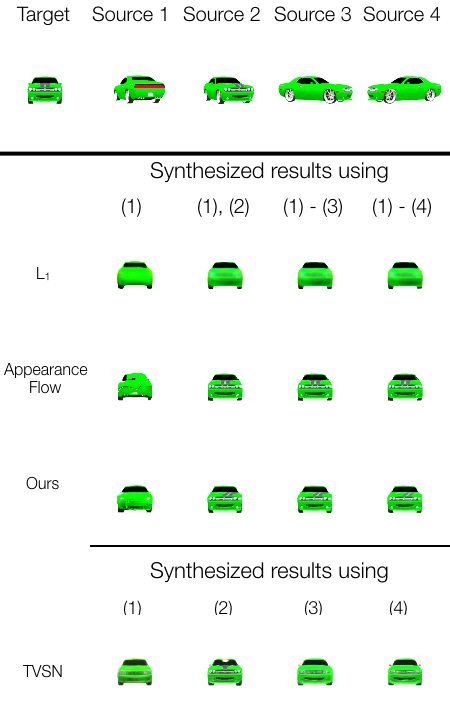 Target Source 1 Source 2 Source 3 Source 4
Synthesized results using
(1) (1), (2) (1) - (3) (1) - (4)
L₁
Appearance
Flow
Ours
Synthesized results using
(1) (2) (3) (4)
TVSN